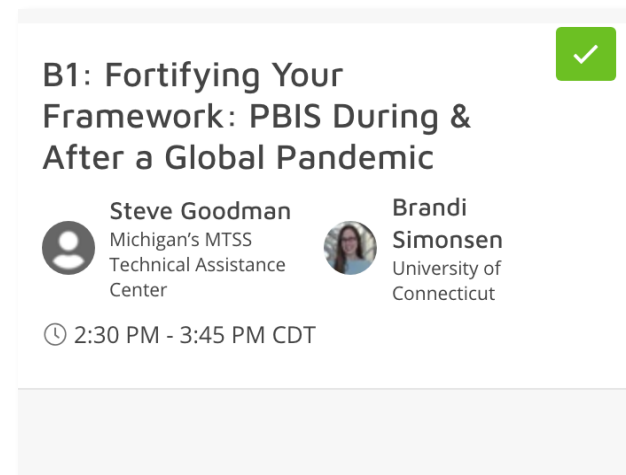 B1: Fortifying Your
Framework: PBIS During &
After a Global Pandemic
Steve Goodman
Michigan’s MTSS
Technical Assistance
Center
Brandi
Simonsen
University of
Connecticut
2:30 PM - 3:45 PM CDT